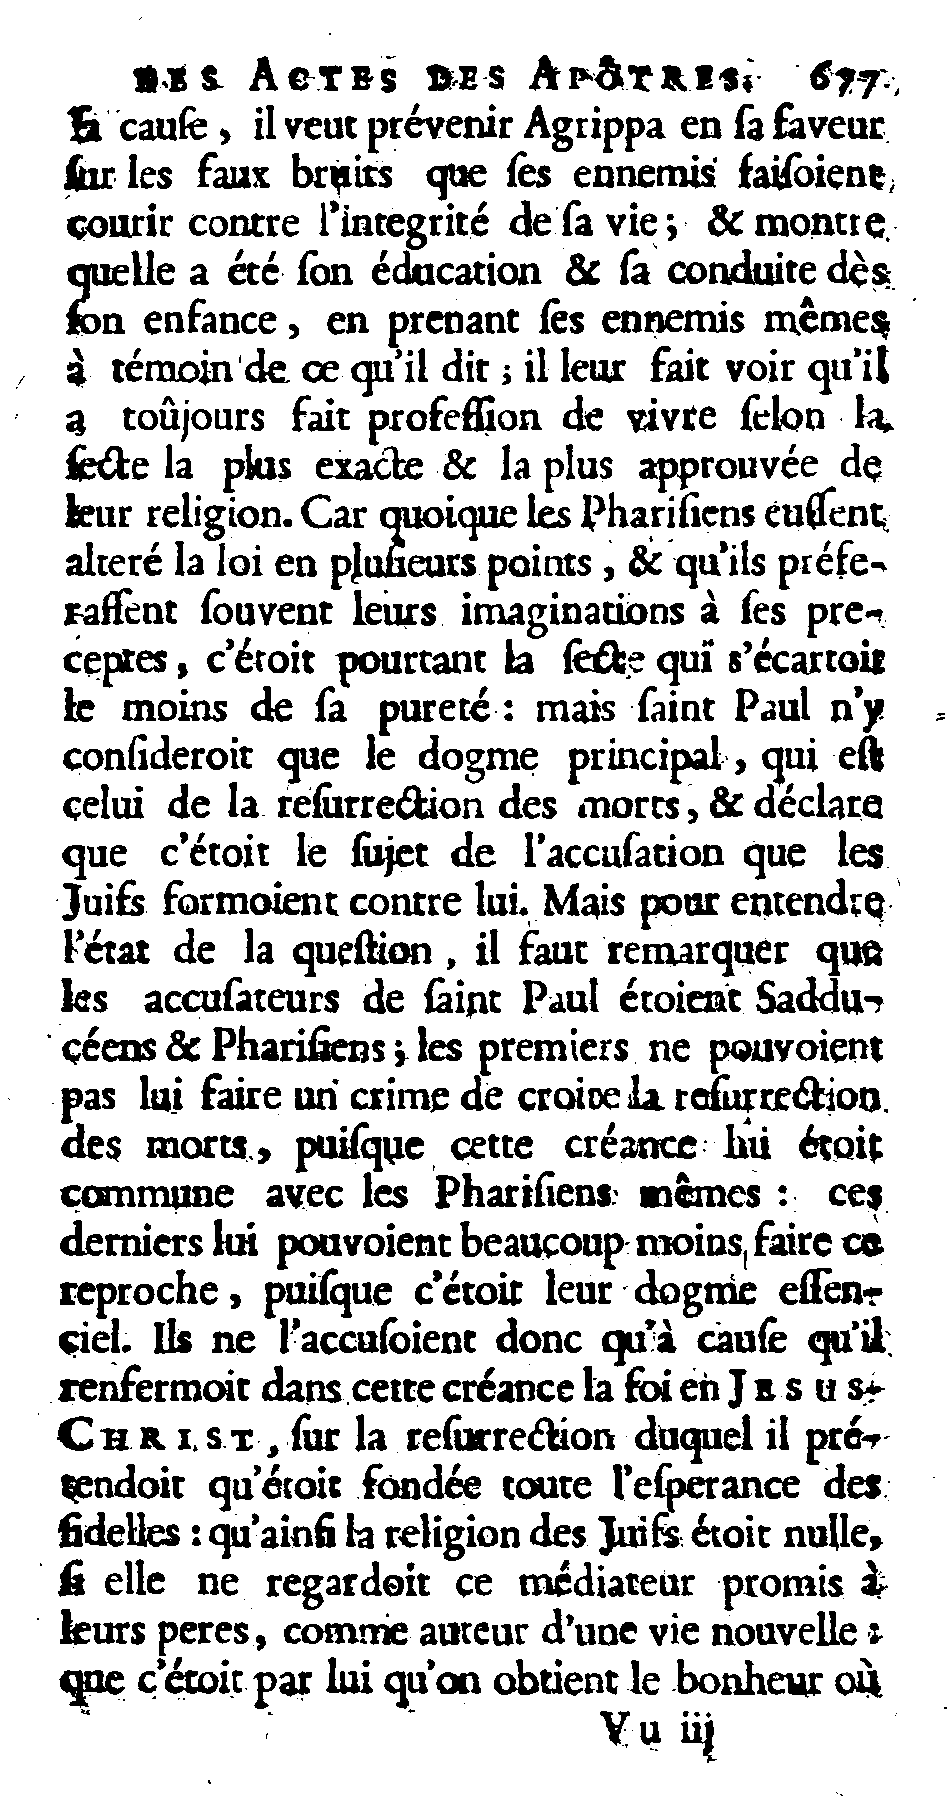 DES ACTES DES APÔTRES. 677
sa cauſe, il veut prévenir Agrippa en ſa faveur
ſur les faux bruits que ſes ennemis faiſoient
courir contre l'integrité de ſa vie; & montre
quelle a été ſon éducation & ſa conduite dès
ſon enfance, en prenant ſes ennemis mêmes
à témoin de ce qu'il dit; il leur fait voir qu'il
a toûjours fait profeſſion de vivre ſelon la
ſecte la plus exacte & la plus approuvée de
leur religion. Car quoique les Phariſiens euſſent
alteré la loi en pluſieurs points, & qu'ils préfe-
raſſent ſouvent leurs imaginations à ſes pre-
ceptes, c'étoit pourtant la ſecte qui s'écartoit
le moins de ſa pureté: mais ſaint Paul n'y
conſideroit que le dogme principal, qui eſt
celui de la reſurrection des morts, & déclare
que c'étoit le ſujet de l'accuſation que les
Juifs formoient contre lui. Mais pour entendre
l'état de la queſtion, il faut remarquer que
les accuſateurs de ſaint Paul étoient Saddu-
céens & Phariſiens; les premiers ne pouvoient
pas lui faire un crime de croire la reſurrection
des morts, puiſque cette créance lui étoit
commune avec les Phariſiens mêmes: ces
derniers lui pouvoient beaucoup moins faire ce
reproche, puiſque c'étoit leur dogme eſſen-
ciel. Ils ne l'accuſoient donc qu'à cauſe qu'il
renfermoit dans cette créance la foi en JESUS-
CHRIST, ſur la reſurrection duquel il pré-
tendoit qu'étoit fondée toute l'eſperance des
fidelles: qu'ainſi la religion des Juifs étoit nulle,
ſi elle ne regardoit ce médiateur promis à
leurs peres, comme auteur d'une vie nouvelle:
que c'étoit par lui qu'on obtient le bonheur où
Vu iij